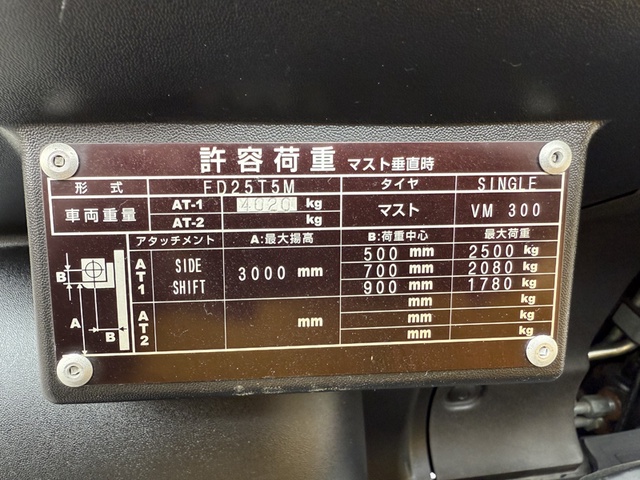 許容荷重 マスト垂直時
形式 FD25T5M タイヤ SINGLE
車両重量 AT-1 4020 kg マスト VM 300
AT-2 kg
アタッチメント A:最大揚高 B:荷重中心 最大荷重
AT1 SIDE SHIFT 3000 mm 500 mm 2500 kg
700 mm 2080 kg
900 mm 1780 kg
AT2 mm mm kg
mm kg
mm kg
B
A
B